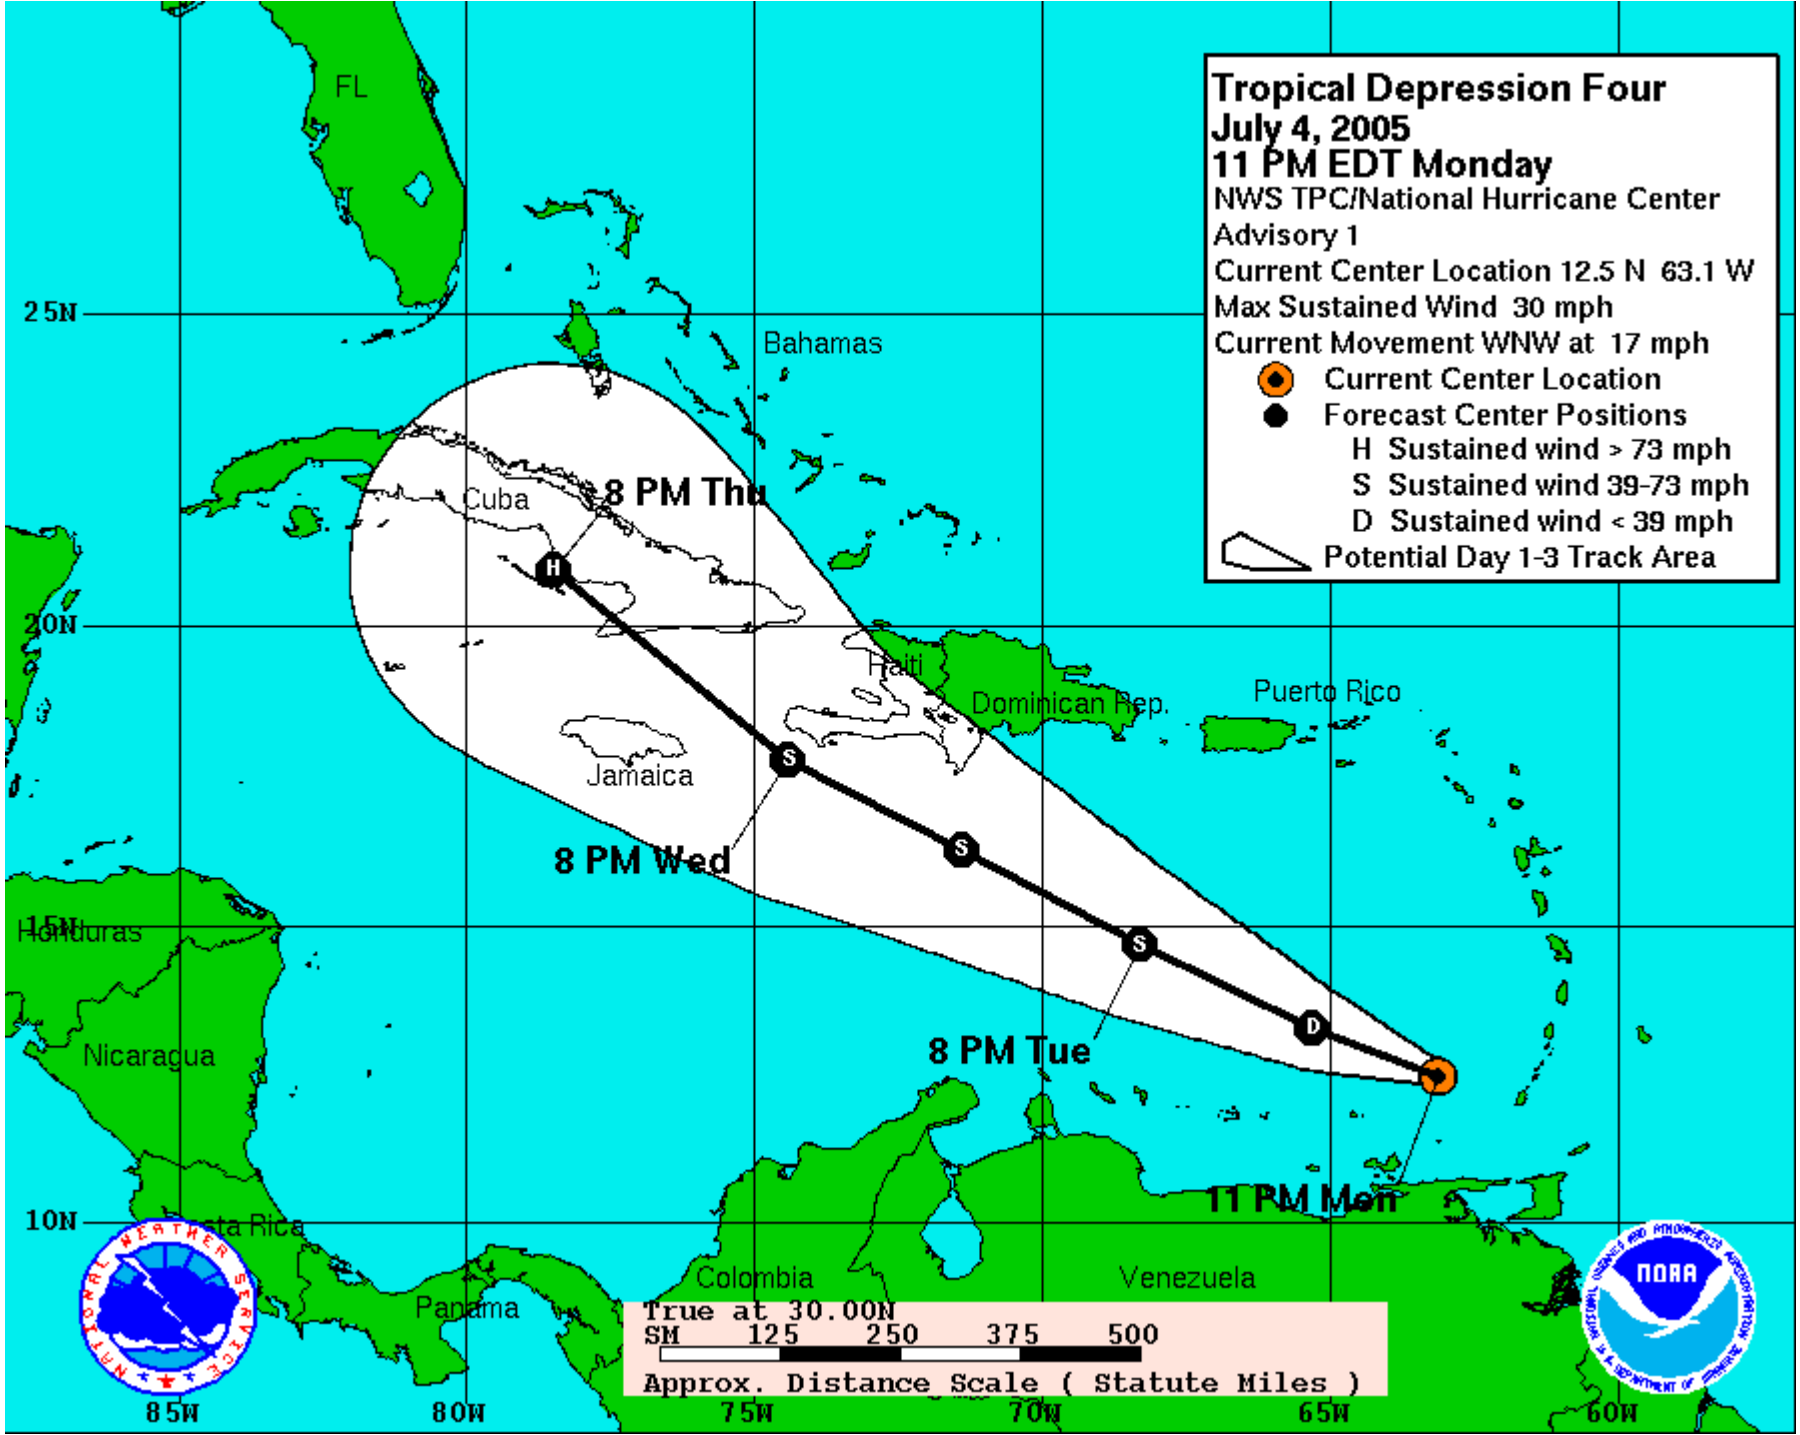 FL
Tropical Depression Four
July 4, 2005
11 PM EDT Monday
NWS TPC/National Hurricane Center
Advisory 1
Current Center Location 12.5 N 63.1 W
Max Sustained Wind 30 mph
Current Movement WNW at 17 mph
Current Center Location
Forecast Center Positions
H Sustained wind > 73 mph
S Sustained wind 39-73 mph
D Sustained wind < 39 mph
Potential Day 1-3 Track Area
25N
Bahamas
Cuba
8 PM Thu
H
20N
Haiti
Dominican Rep.
Puerto Rico
S
Jamaica
8 PM Wed
S
15N
Honduras
S
Nicaragua
8 PM Tue
D
11 PM Mon
10N
sta Rica
NATIONAL WEATHER SERVICE
Colombia
Venezuela
Panama
NOAA
True at 30.00N
SM 125 250 375 500
Approx. Distance Scale ( Statute Miles )
85W 80W 75W 70W 65W 60W